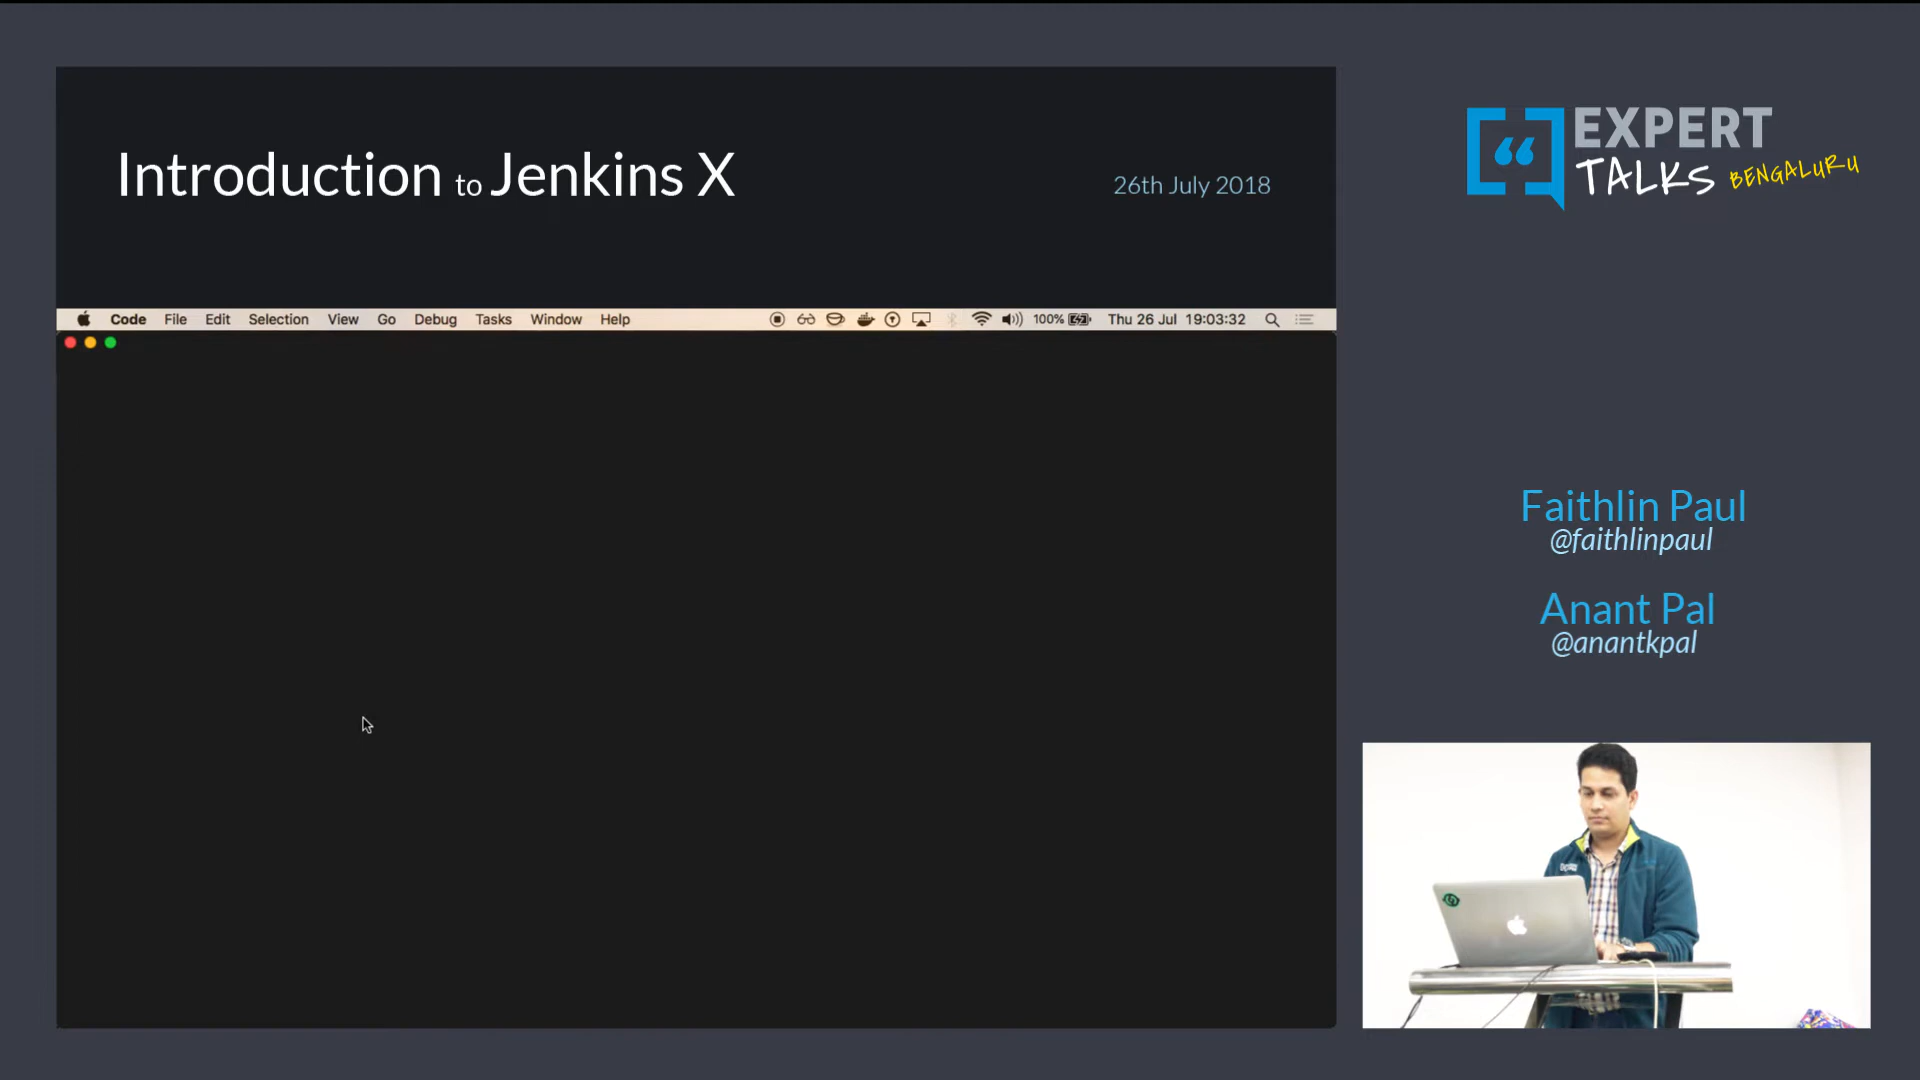 Introduction to Jenkins X
26th July 2018
Code File Edit Selection View Go Debug Tasks Window Help 100% Thu 26 Jul 19:03:32
EXPERT
TALKS BENGALURU
Faithlin Paul
@faithlinpaul
Anant Pal
@anantkpal